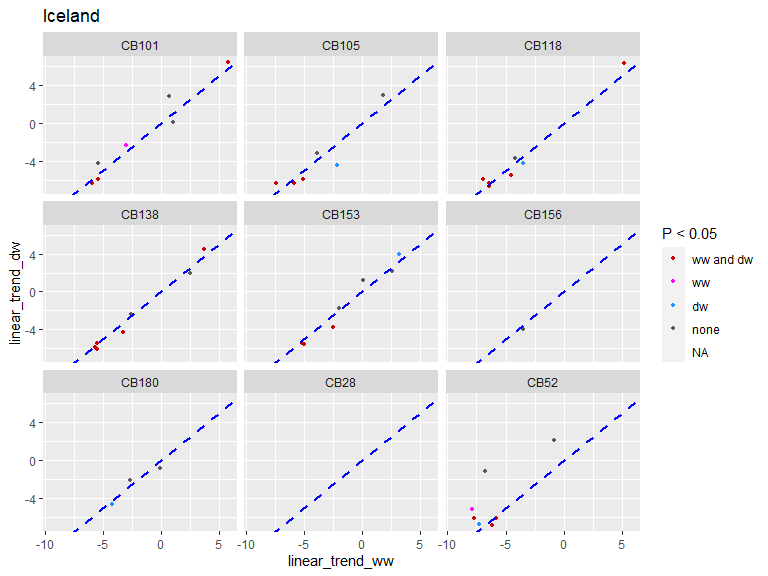 Iceland
CB101 CB105 CB118
4
0
-4
CB138 CB153 CB156
4
0
-4
CB180 CB28 CB52
4
0
-4
-10 -5 0 5 -10 -5 0 5 -10 -5 0 5
linear_trend_ww
linear_trend_dw
P < 0.05
ww and dw
ww
dw
none
NA